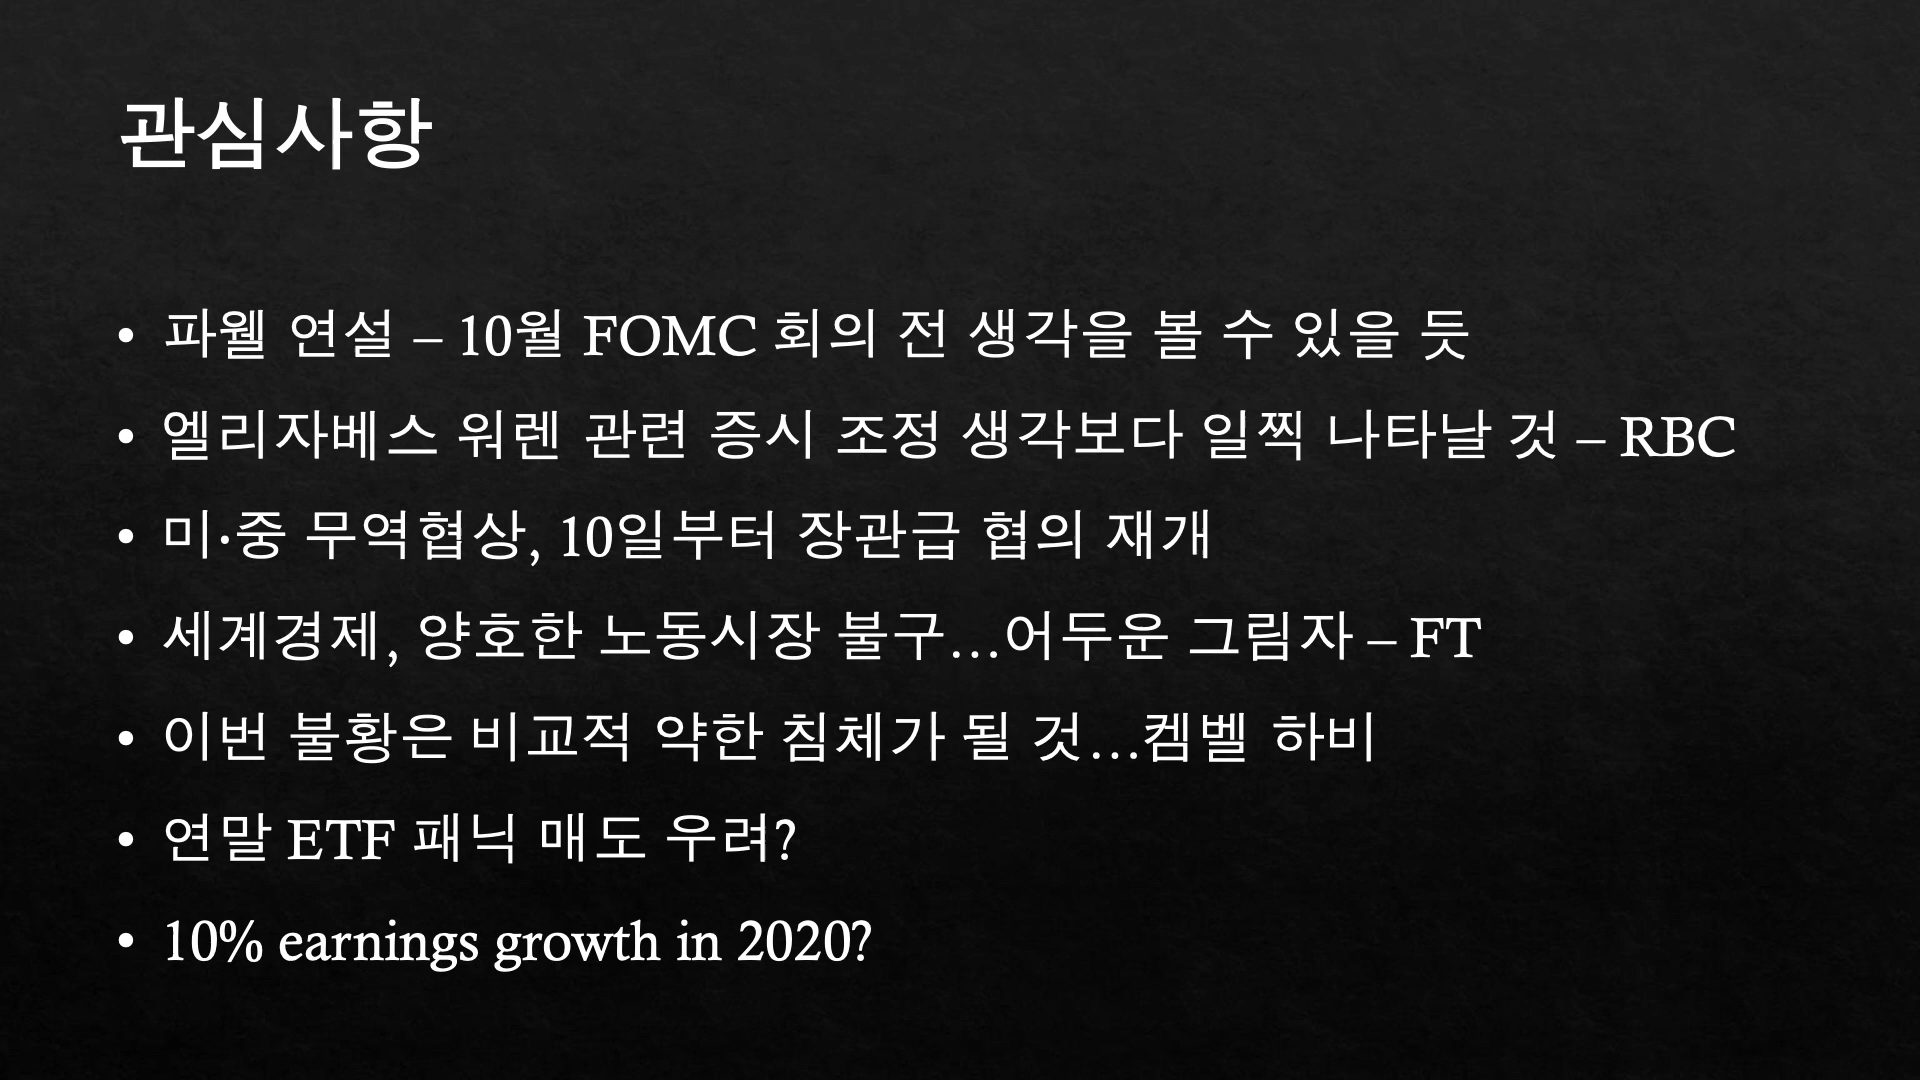 관심사항
• 파웰 연설 – 10월 FOMC 회의 전 생각을 볼 수 있을 듯
• 엘리자베스 워렌 관련 증시 조정 생각보다 일찍 나타날 것 – RBC
• 미·중 무역협상, 10일부터 장관급 협의 재개
• 세계경제, 양호한 노동시장 불구…어두운 그림자 – FT
• 이번 불황은 비교적 약한 침체가 될 것…켐벨 하비
• 연말 ETF 패닉 매도 우려?
• 10% earnings growth in 2020?